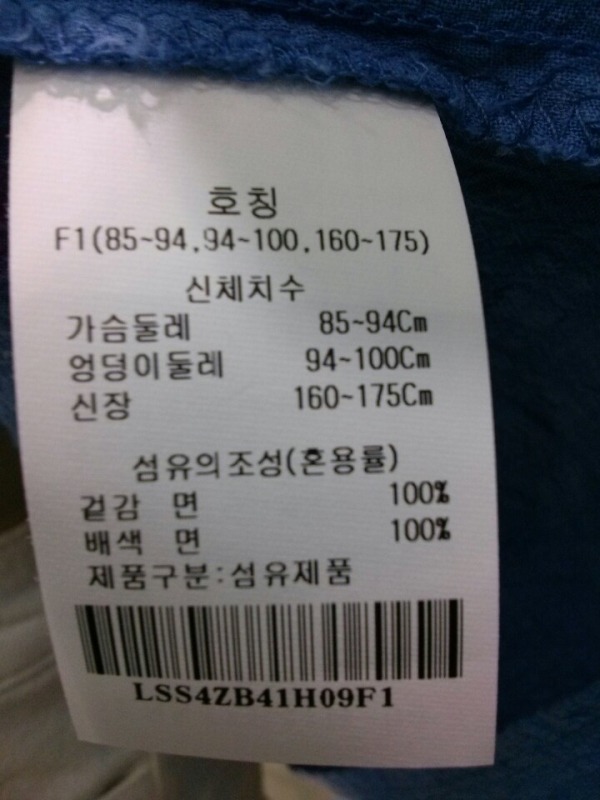 호칭
F1(85~94.94~100.160~175)
신체치수
가슴둘레 85~94Cm
엉덩이둘레 94~100Cm
신장 160~175Cm
섬유의조성(혼용률)
겉감 면 100%
배색 면 100%
제품구분:섬유제품
LSS4ZB41H09F1